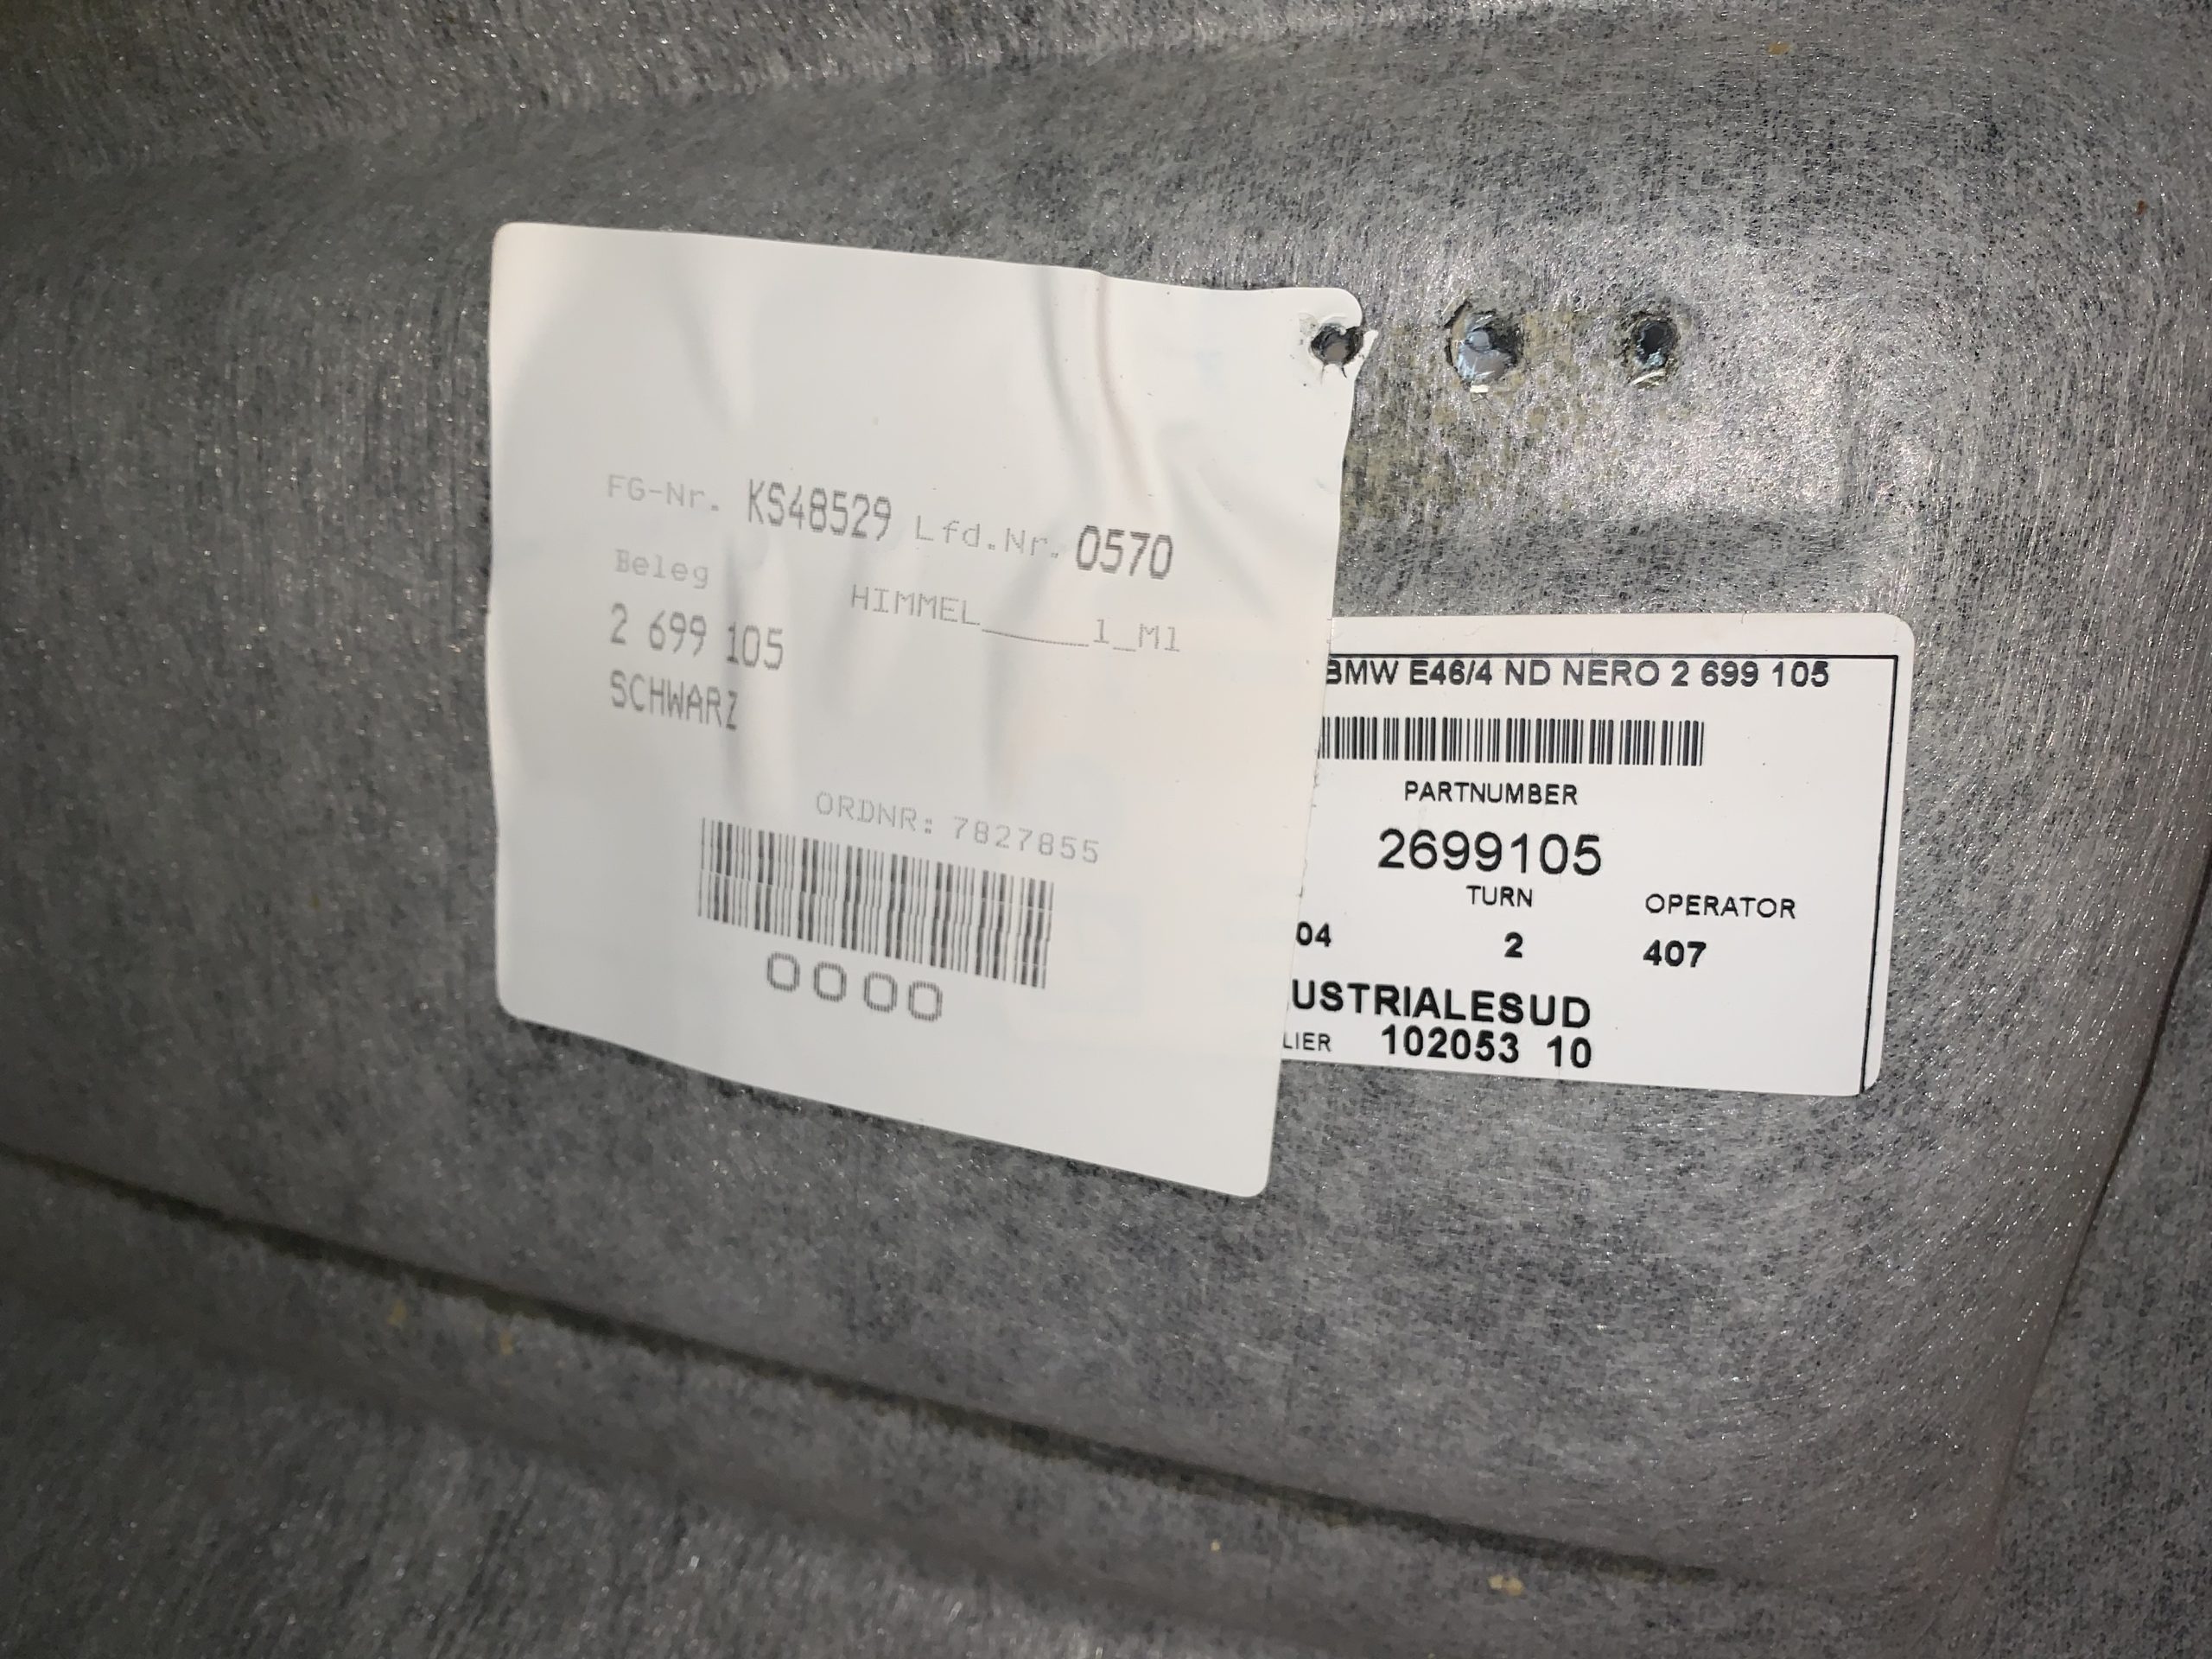 FG-Nr. KS48529 Lfd.Nr. 0570
Beleg HIMMEL_____1_M1
2 699 105
SCHWARZ
ORDNR: 7827855
0000
BMW E46/4 ND NERO 2 699 105
PARTNUMBER
2699105
TURN OPERATOR
04 2 407
USTRIALESUD
LIER 102053 10